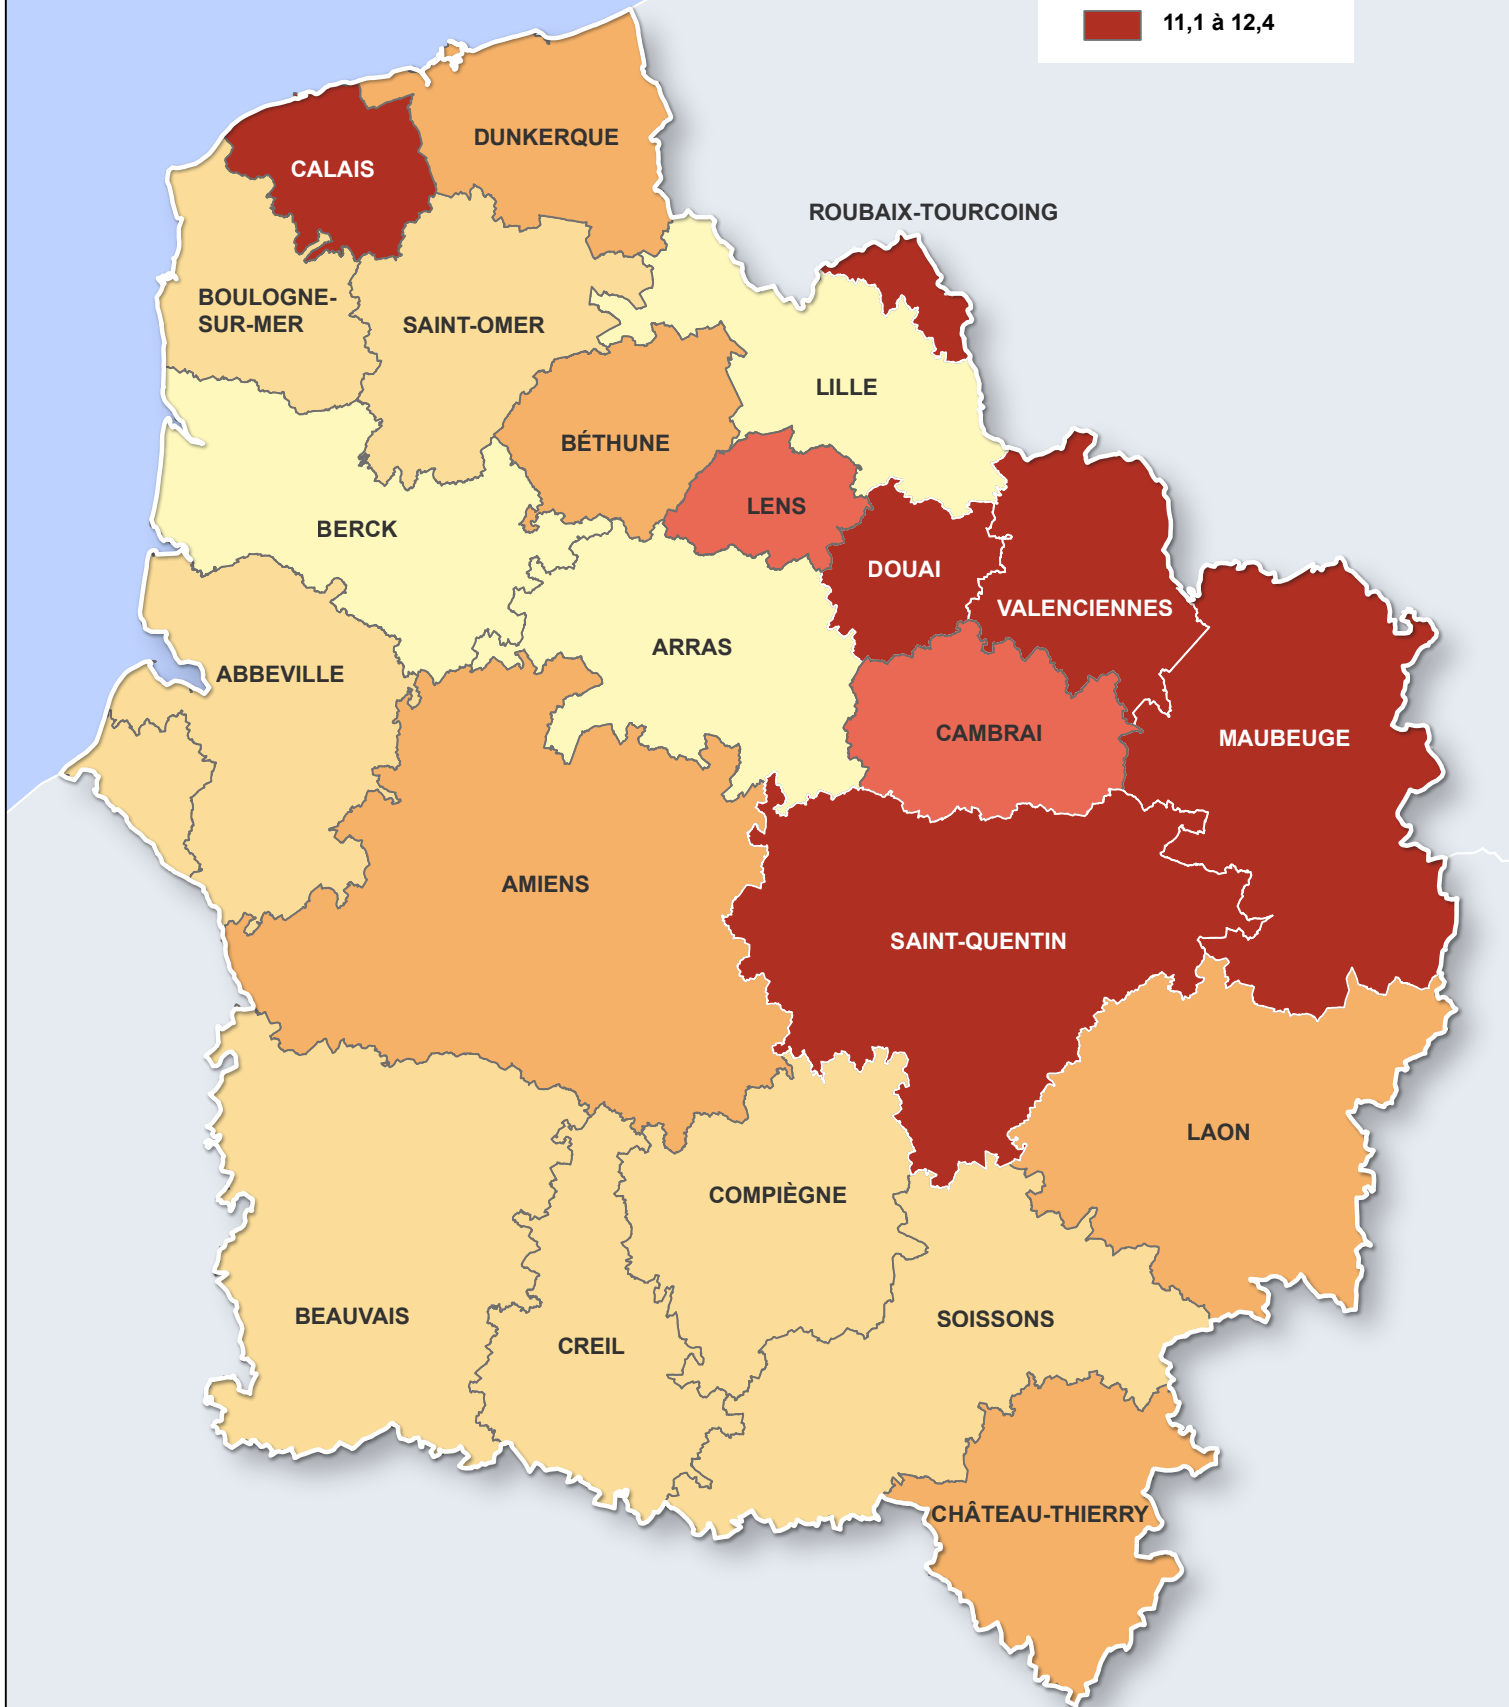 11,1 à 12,4
DUNKERQUE
CALAIS
ROUBAIX-TOURCOING
BOULOGNE-
SUR-MER
SAINT-OMER
LILLE
BÉTHUNE
LENS
BERCK
DOUAI
VALENCIENNES
ARRAS
ABBEVILLE
CAMBRAI
MAUBEUGE
AMIENS
SAINT-QUENTIN
LAON
COMPIÈGNE
BEAUVAIS
SOISSONS
CREIL
CHÂTEAU-THIERRY